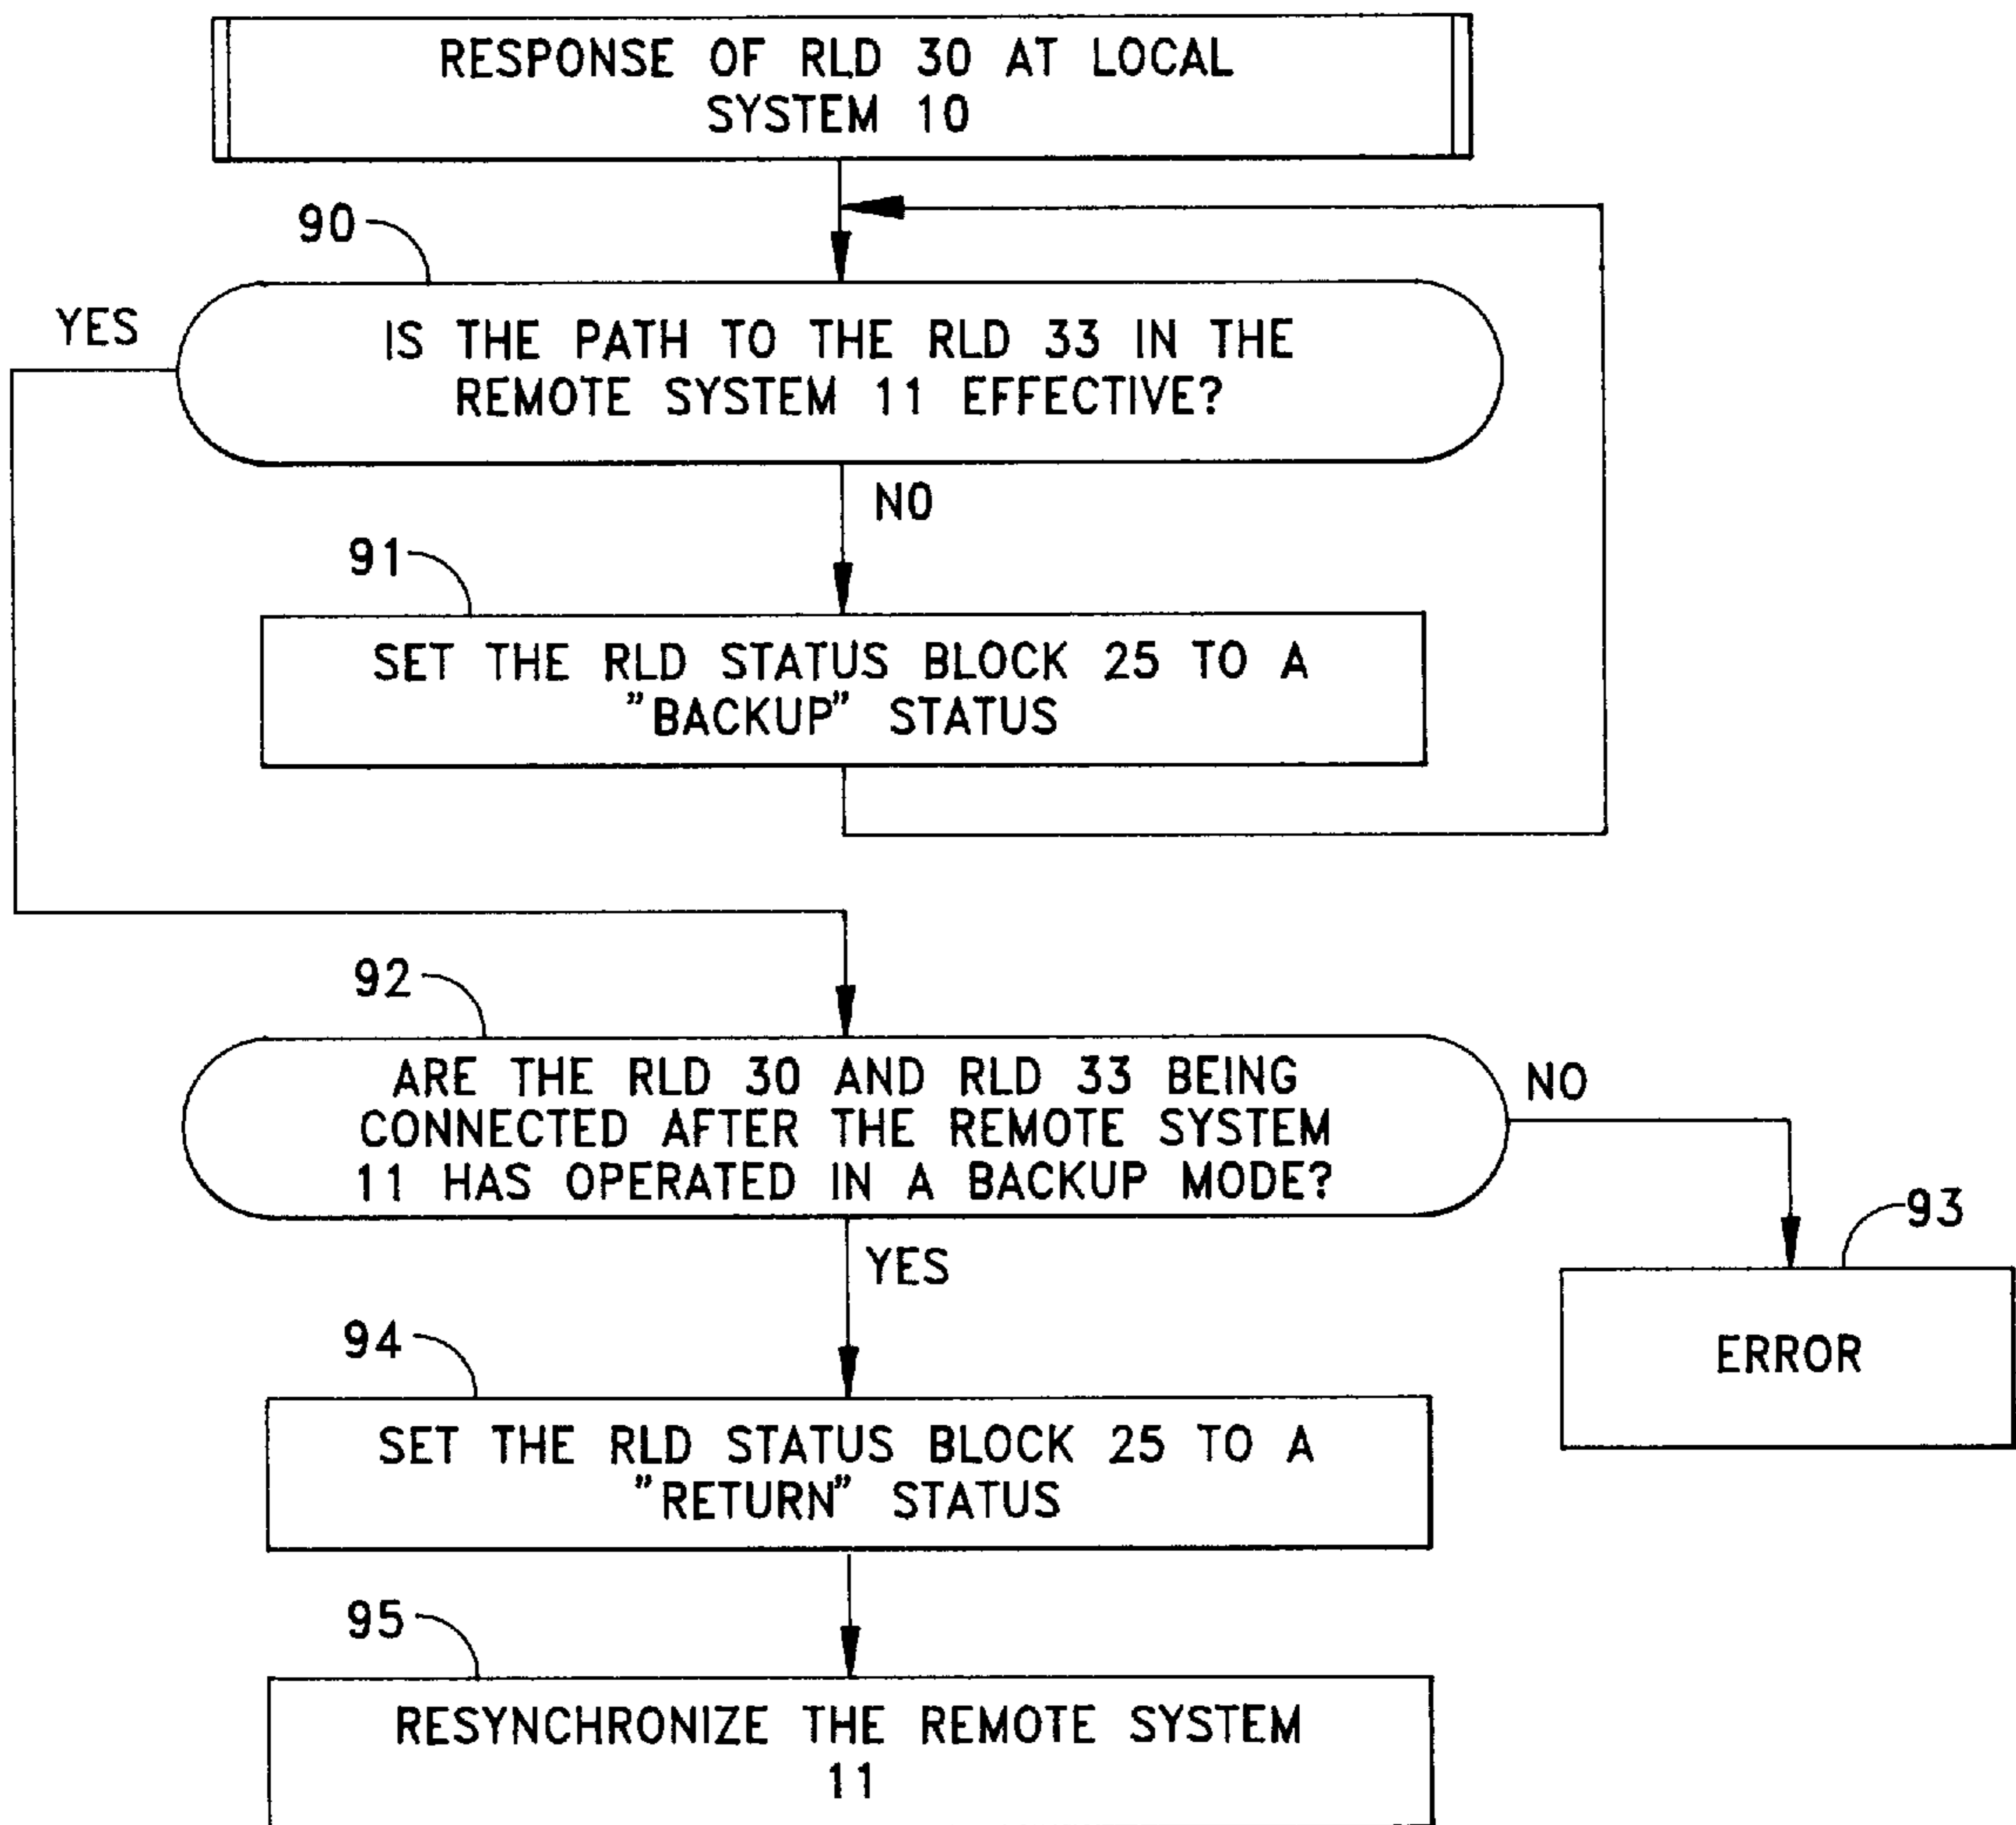 RESPONSE OF RLD 30 AT LOCAL
SYSTEM 10
90
YES
IS THE PATH TO THE RLD 33 IN THE
REMOTE SYSTEM 11 EFFECTIVE?
NO
91
SET THE RLD STATUS BLOCK 25 TO A
"BACKUP" STATUS
92
ARE THE RLD 30 AND RLD 33 BEING
CONNECTED AFTER THE REMOTE SYSTEM
11 HAS OPERATED IN A BACKUP MODE?
NO
93
YES
ERROR
94
SET THE RLD STATUS BLOCK 25 TO A
"RETURN" STATUS
95
RESYNCHRONIZE THE REMOTE SYSTEM
11